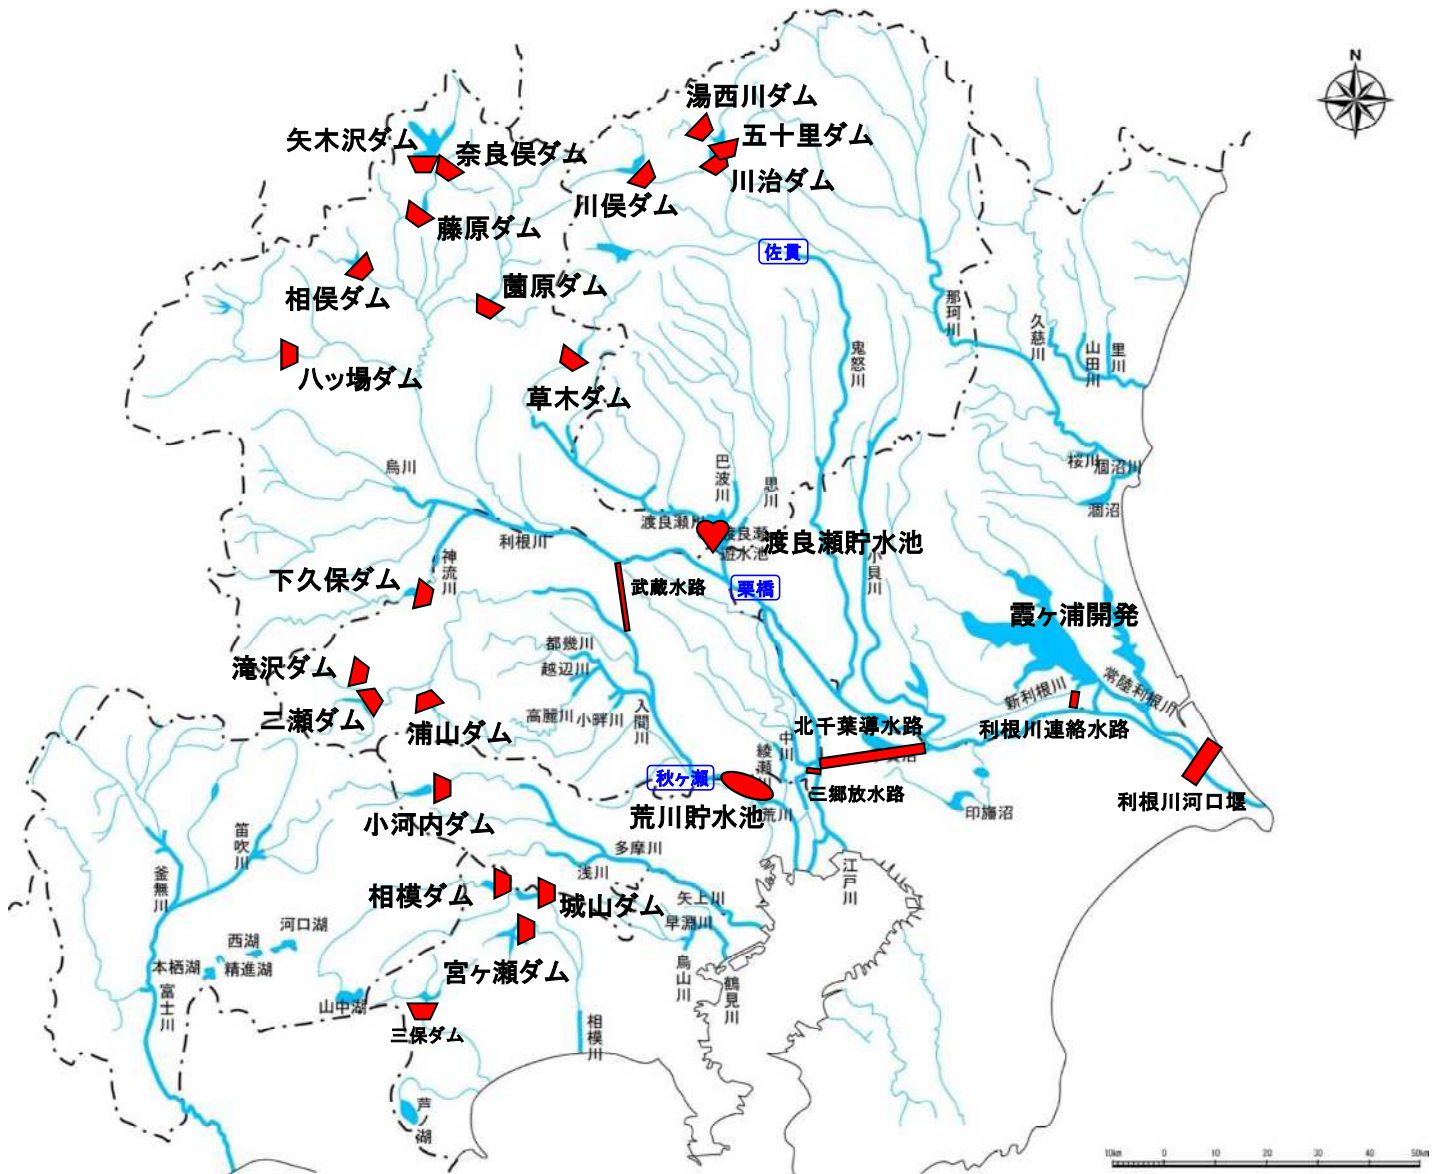 N
湯西川ダム
矢木沢ダム
五十里ダム
奈良俣ダム
川治ダム
川俣ダム
藤原ダム
佐貫
相俣ダム
薗原ダム
那珂川
久慈川
山田川
里川
鬼怒川
八ッ場ダム
草木ダム
烏川
巴波川
思川
桜川
涸沼川
涸沼
渡良瀬川
渡良瀬
遊水池
渡良瀬貯水池
利根川
神流川
小貝川
下久保ダム
武蔵水路
栗橋
霞ヶ浦開発
都幾川
越辺川
滝沢ダム
二瀬ダム
浦山ダム
高麗川
小畔川
入間川
新利根川
常陸利根川
北千葉導水路
利根川連絡水路
中川
綾瀬川
秋ヶ瀬
三郷放水路
利根川河口堰
荒川貯水池
荒川
印旛沼
小河内ダム
笛吹川
釜無川
多摩川
浅川
江戸川
相模ダム
城山ダム
矢上川
早淵川
河口湖
西湖
本栖湖
精進湖
宮ヶ瀬ダム
富士川
山中湖
鳥山川
鶴見川
三保ダム
相模川
芦ノ湖
10km 0 10 20 30 40 50km